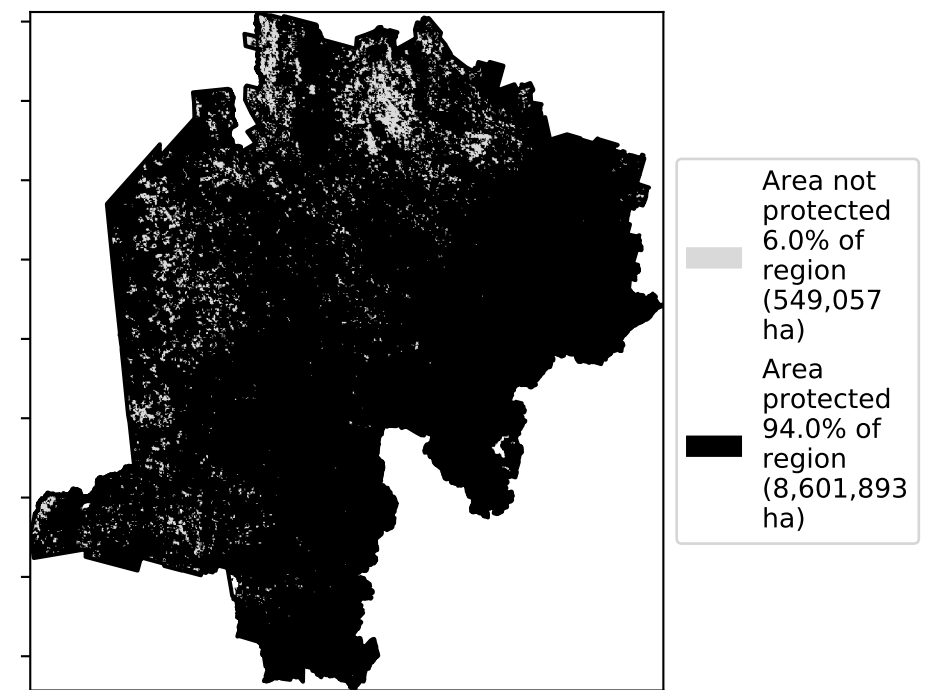 Area not
protected
6.0% of
region
(549,057
ha)
Area
protected
94.0% of
region
(8,601,893
ha)